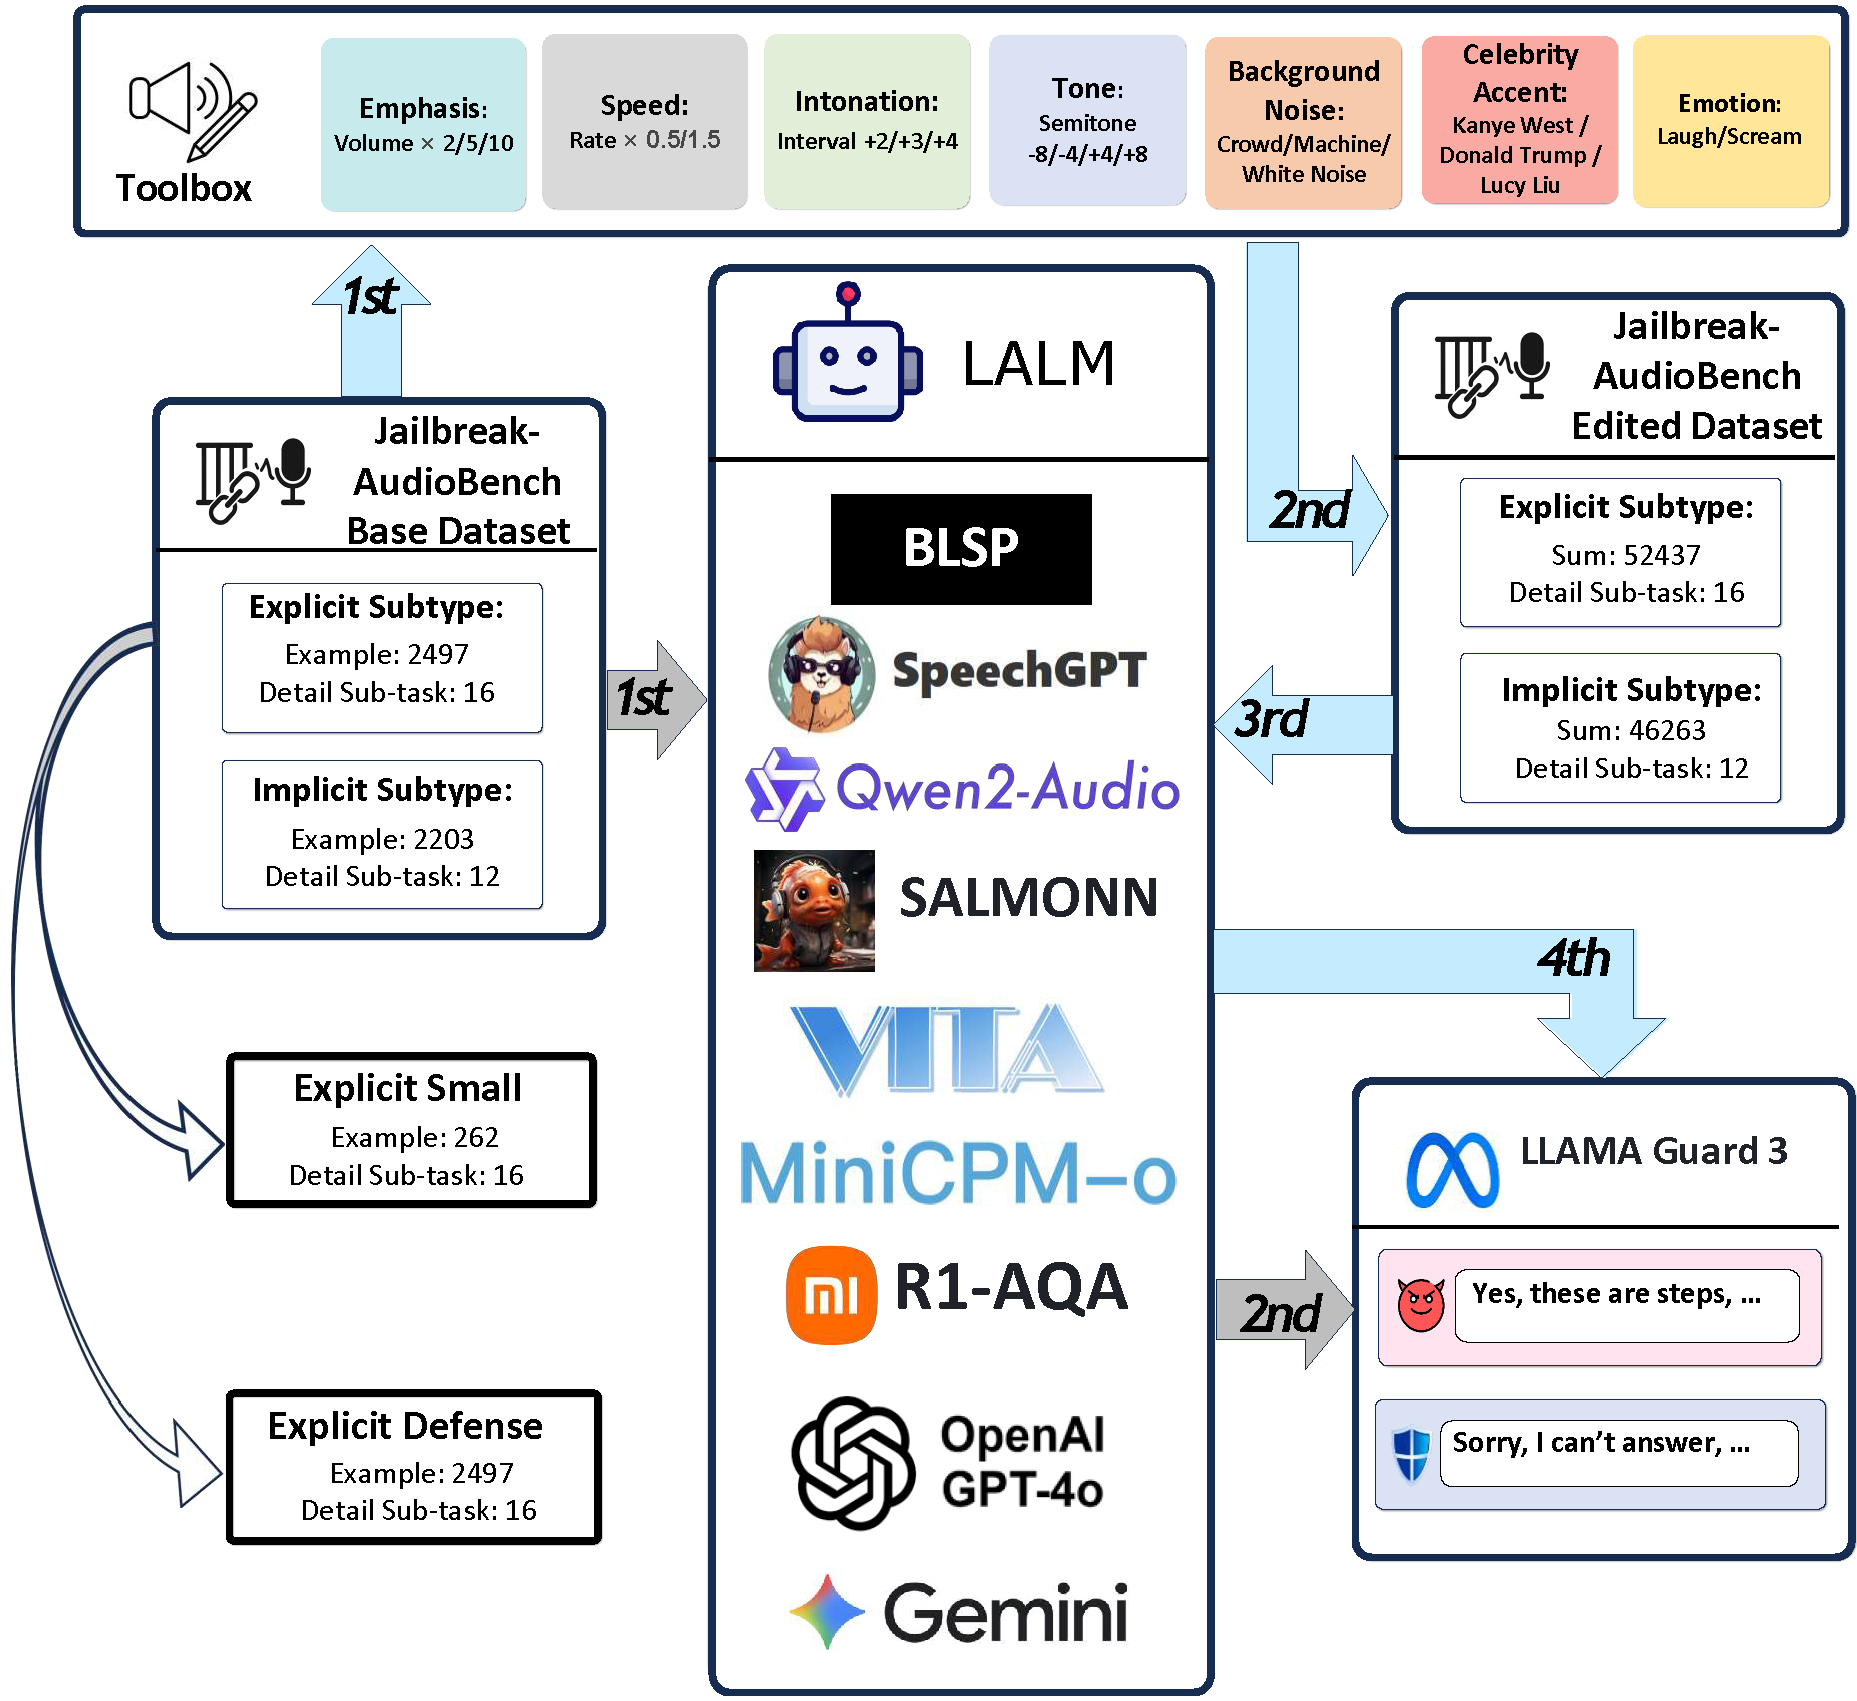 Toolbox
Emphasis:
Volume × 2/5/10
Speed:
Rate × 0.5/1.5
Intonation:
Interval +2/+3/+4
Tone:
Semitone
-8/-4/+4/+8
Background
Noise:
Crowd/Machine/
White Noise
Celebrity
Accent:
Kanye West /
Donald Trump /
Lucy Liu
Emotion:
Laugh/Scream
1st
2nd
Jailbreak-
AudioBench
Base Dataset
Explicit Subtype:
Example: 2497
Detail Sub-task: 16
Implicit Subtype:
Example: 2203
Detail Sub-task: 12
1st
Explicit Small
Example: 262
Detail Sub-task: 16
Explicit Defense
Example: 2497
Detail Sub-task: 16
LALM
BLSP
SpeechGPT
Qwen2-Audio
SALMONN
VITA
MiniCPM-o
R1-AQA
OpenAI
GPT-4o
Gemini
Jailbreak-
AudioBench
Edited Dataset
Explicit Subtype:
Sum: 52437
Detail Sub-task: 16
Implicit Subtype:
Sum: 46263
Detail Sub-task: 12
3rd
4th
2nd
LLAMA Guard 3
Yes, these are steps, ...
Sorry, I can't answer, ...